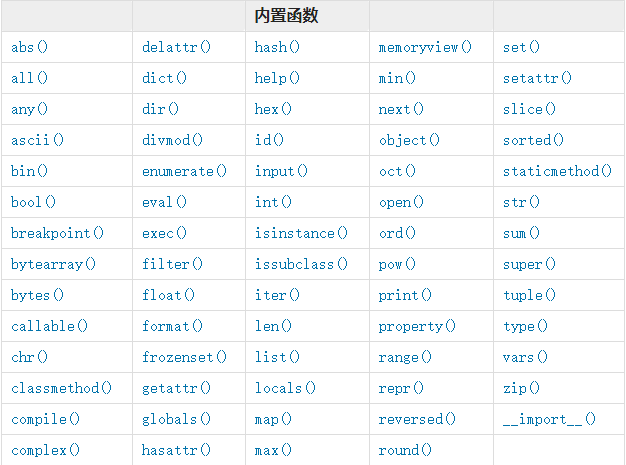 内置函数
abs() delattr() hash() memoryview() set()
all() dict() help() min() setattr()
any() dir() hex() next() slice()
ascii() divmod() id() object() sorted()
bin() enumerate() input() oct() staticmethod()
bool() eval() int() open() str()
breakpoint() exec() isinstance() ord() sum()
bytearray() filter() issubclass() pow() super()
bytes() float() iter() print() tuple()
callable() format() len() property() type()
chr() frozenset() list() range() vars()
classmethod() getattr() locals() repr() zip()
compile() globals() map() reversed() __import__()
complex() hasattr() max() round()